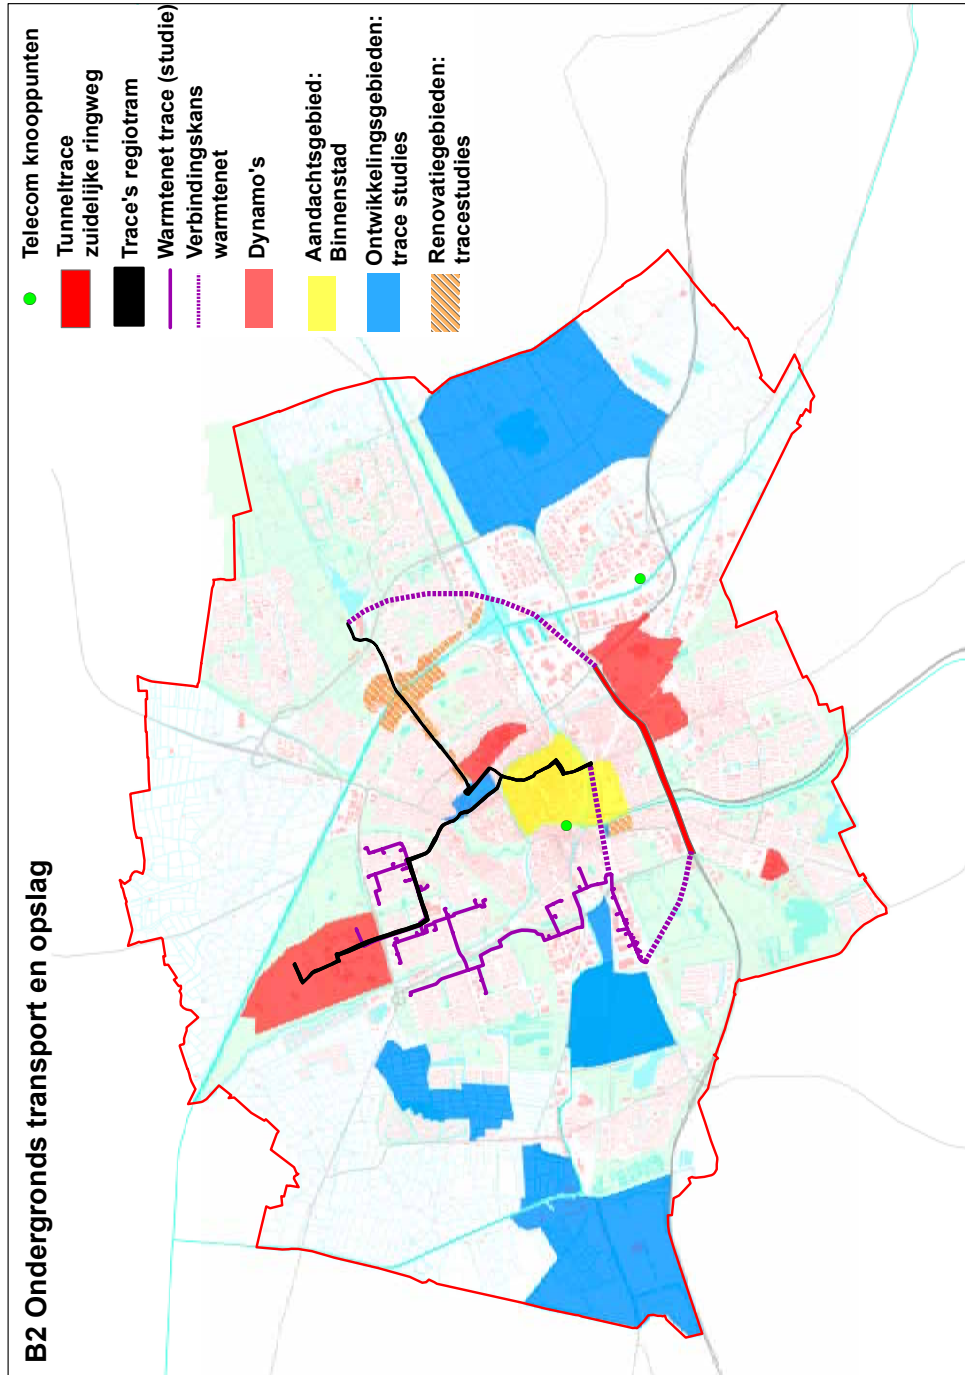 B2 Ondergronds transport en opslag
Telecom knooppunten
Tunneltrace
zuidelijke ringweg
Trace's regiotram
Warmtenet trace (studie)
Verbindingskans
warmtenet
Dynamo's
Aandachtsgebied:
Binnenstad
Ontwikkelingsgebieden:
trace studies
Renovatiegebieden:
tracestudies